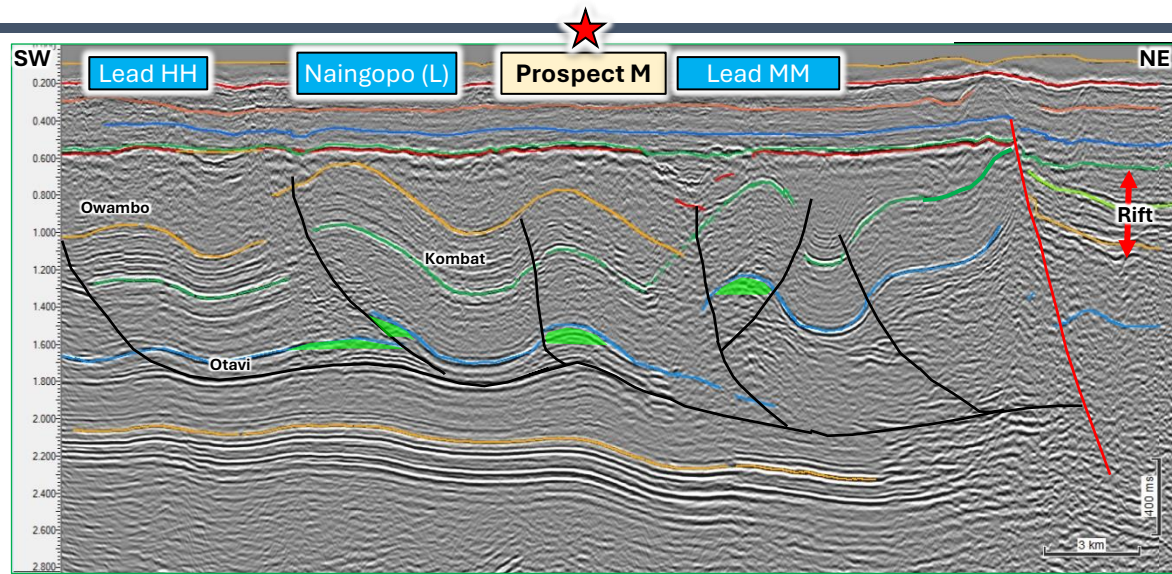 SW
NE
Lead HH
Naingopo (L)
Prospect M
Lead MM
0.200
0.400
0.600
0.800
1.000
1.200
1.400
1.600
1.800
2.000
2.200
2.400
2.600
2.800
Owambo
Kombat
Otavi
Rift
400 ms
3 km